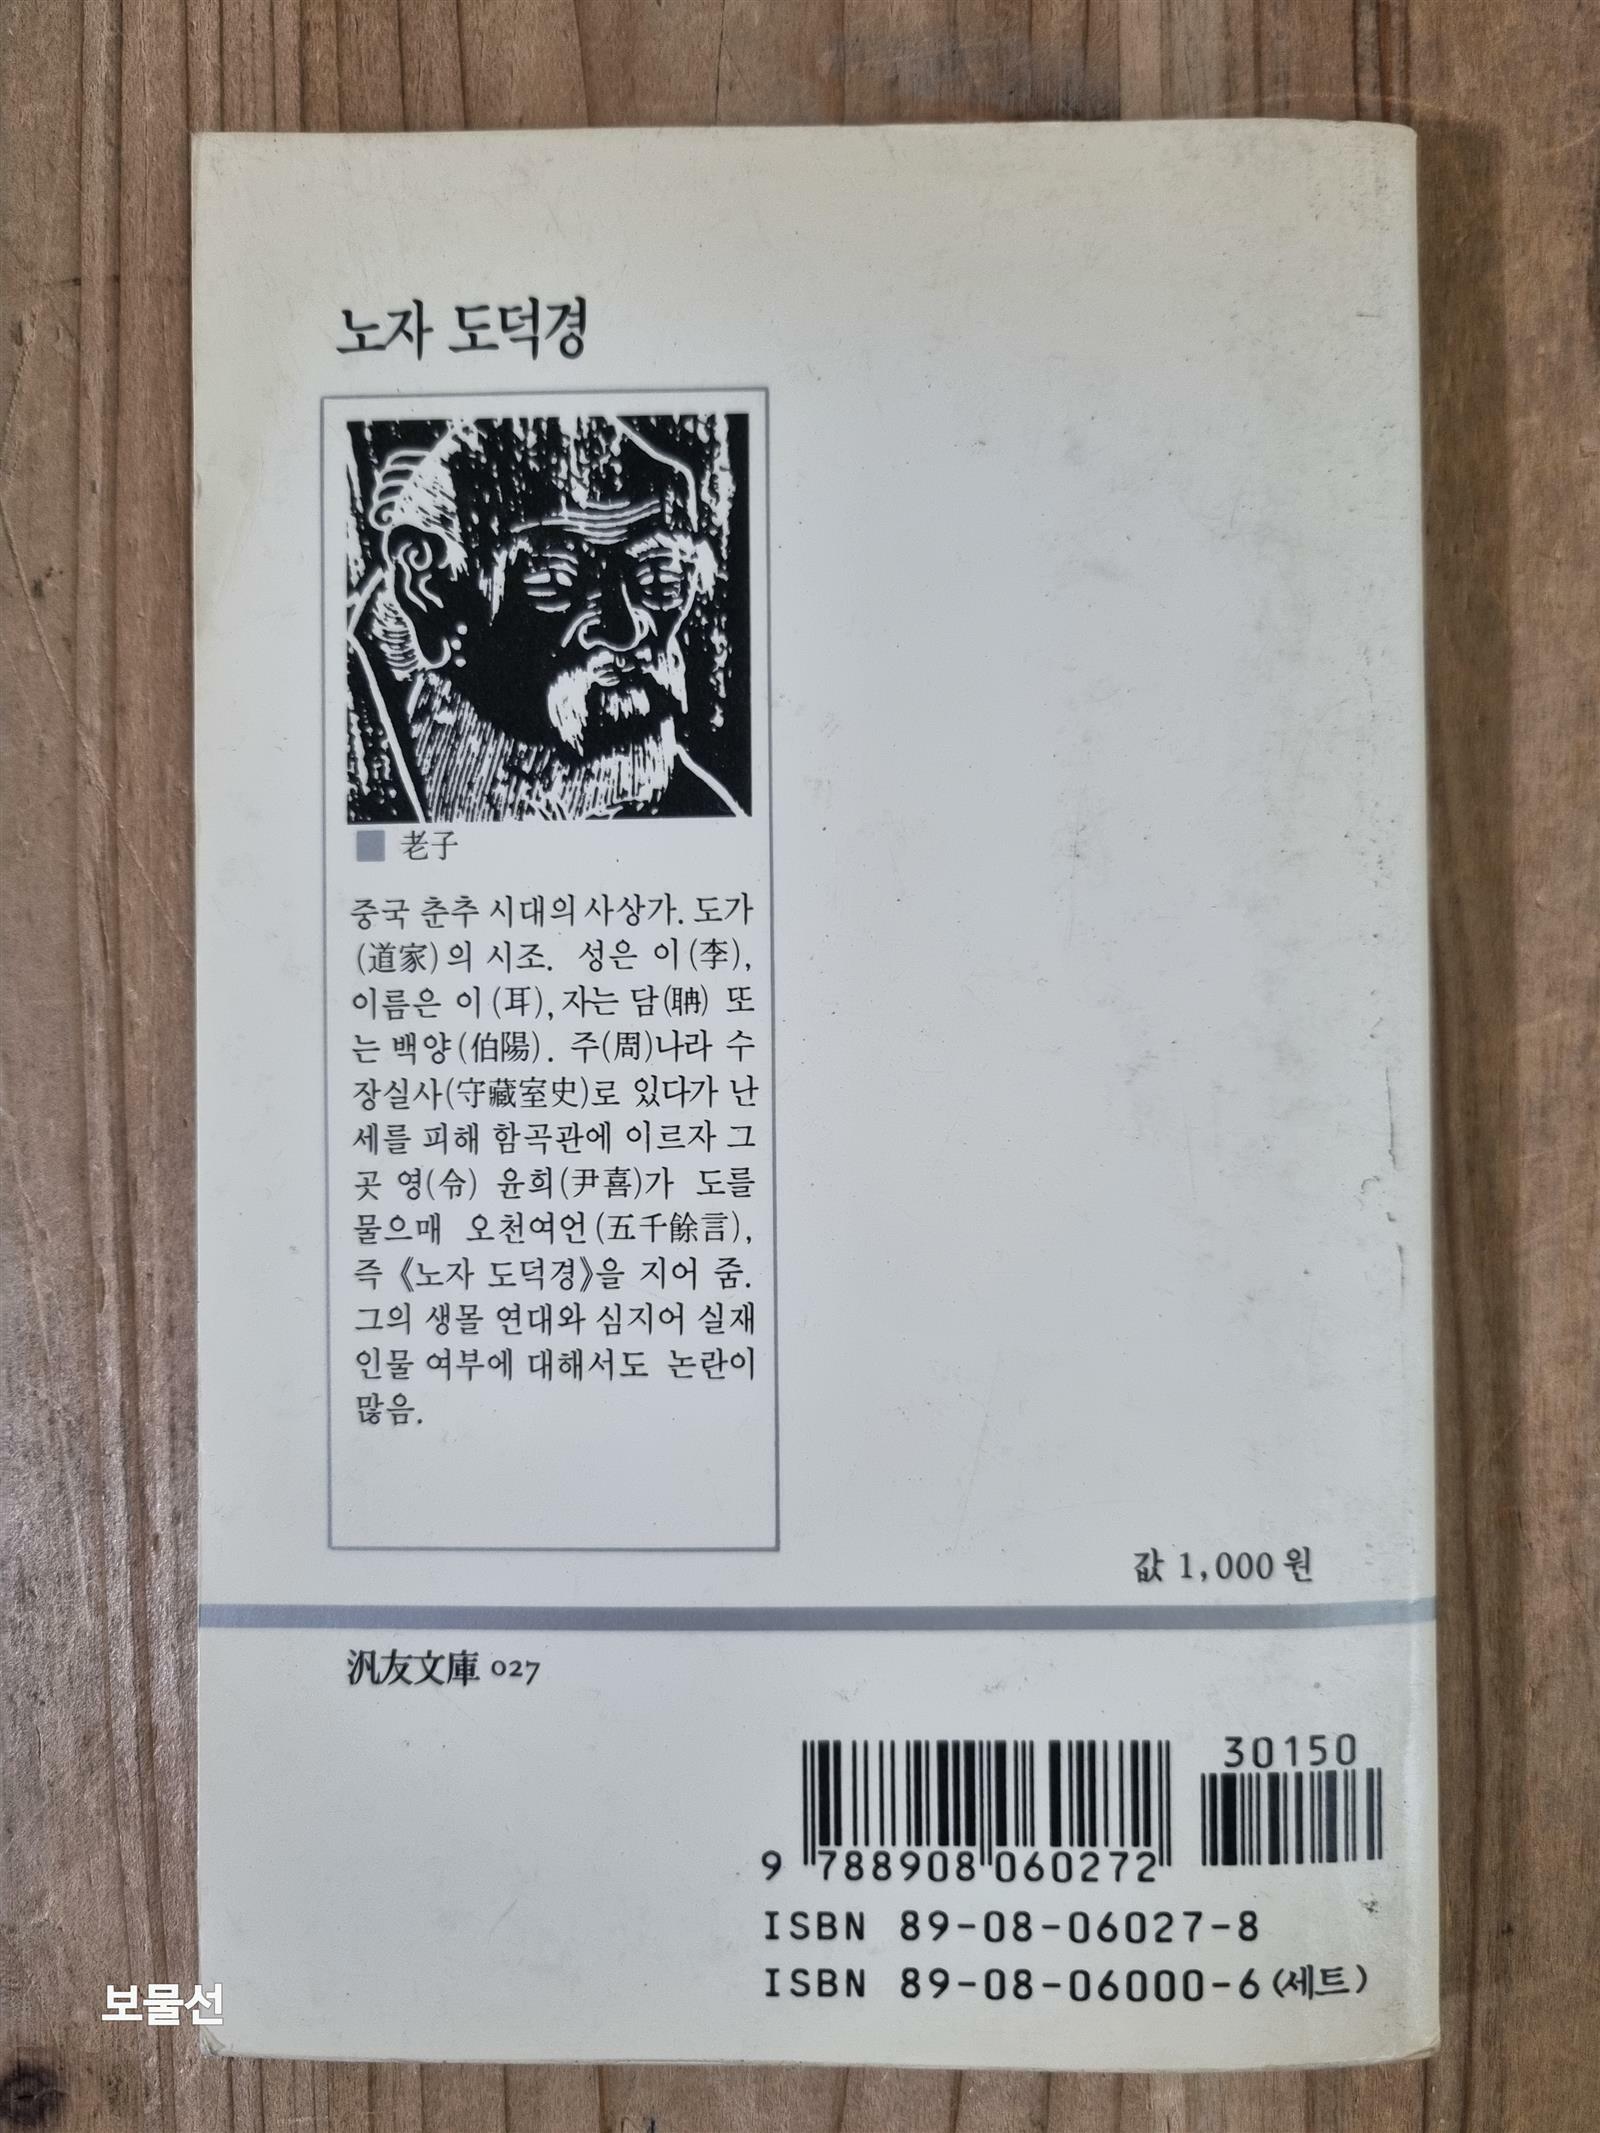 노자 도덕경
老子
중국 춘추 시대의 사상가. 도가
(道家)의 시조. 성은 이(李),
이름은 이(耳), 자는 담(聃) 또
는 백양(伯陽). 주(周)나라 수
장실사(守藏室史)로 있다가 난
세를 피해 함곡관에 이르자 그
곳 영(令) 윤희(尹喜)가 도를
물으매 오천여언(五千餘言),
즉 《노자 도덕경》을 지어 줌.
그의 생몰 연대와 심지어 실재
인물 여부에 대해서도 논란이
많음.
값 1,000원
汎友文庫 027
30150
9 788908 060272
ISBN 89-08-06027-8
ISBN 89-08-06000-6 (세트)
보물선